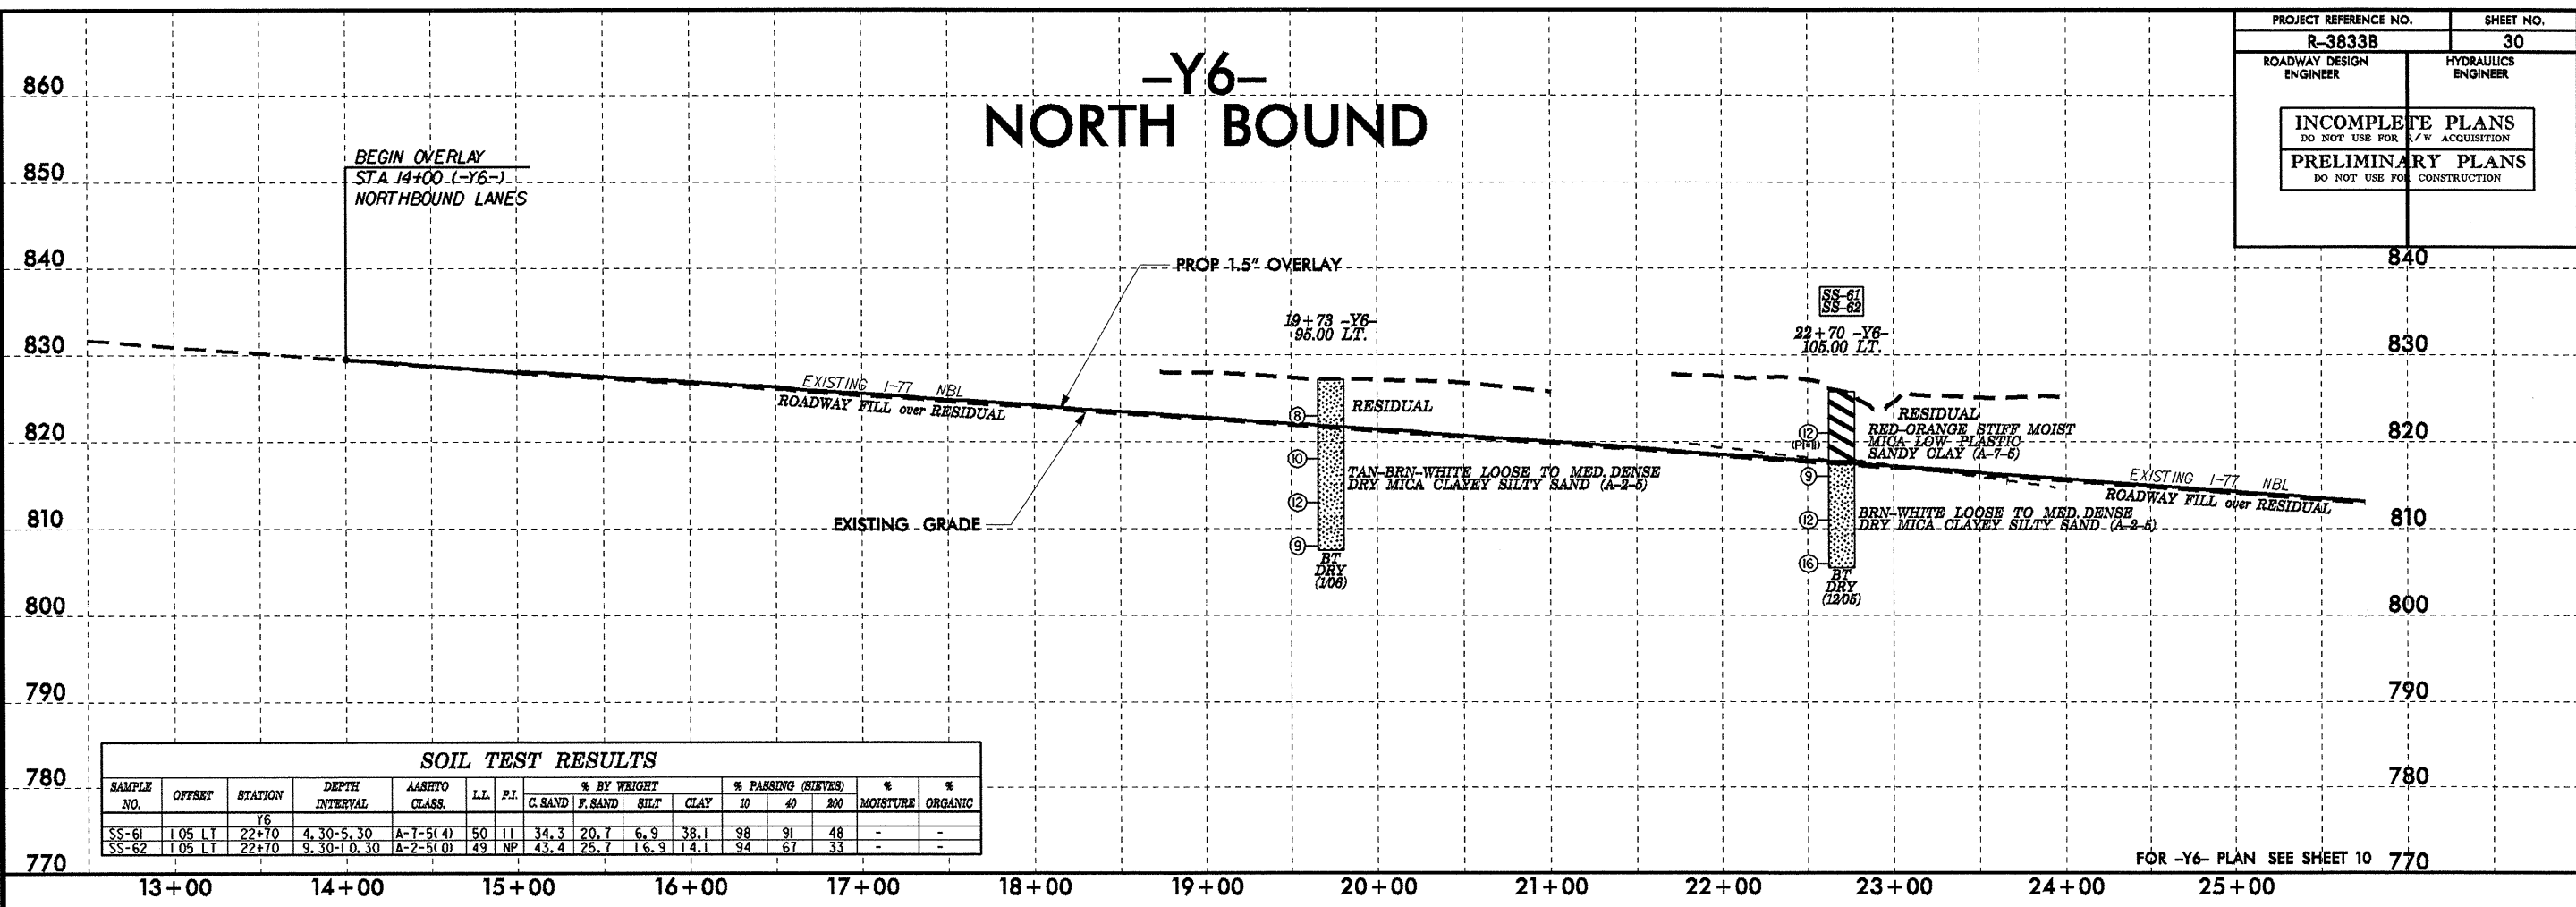 PROJECT REFERENCE NO. SHEET NO.
R-3833B 30
ROADWAY DESIGN ENGINEER
HYDRAULICS ENGINEER
INCOMPLETE PLANS
DO NOT USE FOR R/W ACQUISITION
PRELIMINARY PLANS
DO NOT USE FOR CONSTRUCTION
-Y6-
NORTH BOUND
860
850
840
830
820
810
800
790
780
770
BEGIN OVERLAY
STA 14+00 (-Y6-)
NORTHBOUND LANES
PROP 1.5" OVERLAY
EXISTING I-77 NBL
ROADWAY FILL over RESIDUAL
EXISTING GRADE
19+73 -Y6-
95.00 LT.
RESIDUAL
8
10
12
9
TAN-BRN-WHITE LOOSE TO MED. DENSE
DRY MICA CLAYEY SILTY SAND (A-2-5)
BT
DRY
(1/06)
SS-61
SS-62
22+70 -Y6-
105.00 LT.
RESIDUAL
RED-ORANGE STIFF MOIST
MICA LOW PLASTIC
SANDY CLAY (A-7-5)
12
(PI=11)
9
12
16
BRN-WHITE LOOSE TO MED. DENSE
DRY MICA CLAYEY SILTY SAND (A-2-5)
BT
DRY
(12/05)
EXISTING I-77 NBL
ROADWAY FILL over RESIDUAL
840
830
820
810
800
790
780
770
SOIL TEST RESULTS
SAMPLE NO. OFFSET STATION DEPTH INTERVAL AASHTO CLASS. L.L. P.I. % BY WEIGHT % PASSING (SIEVES) % MOISTURE % ORGANIC
C. SAND F. SAND SILT CLAY 10 40 200
Y6
SS-61 105 LT 22+70 4.30-5.30 A-7-5(4) 50 11 34.3 20.7 6.9 38.1 98 91 48 - -
SS-62 105 LT 22+70 9.30-10.30 A-2-5(0) 49 NP 43.4 25.7 16.9 14.1 94 67 33 - -
FOR -Y6- PLAN SEE SHEET 10
13+00 14+00 15+00 16+00 17+00 18+00 19+00 20+00 21+00 22+00 23+00 24+00 25+00